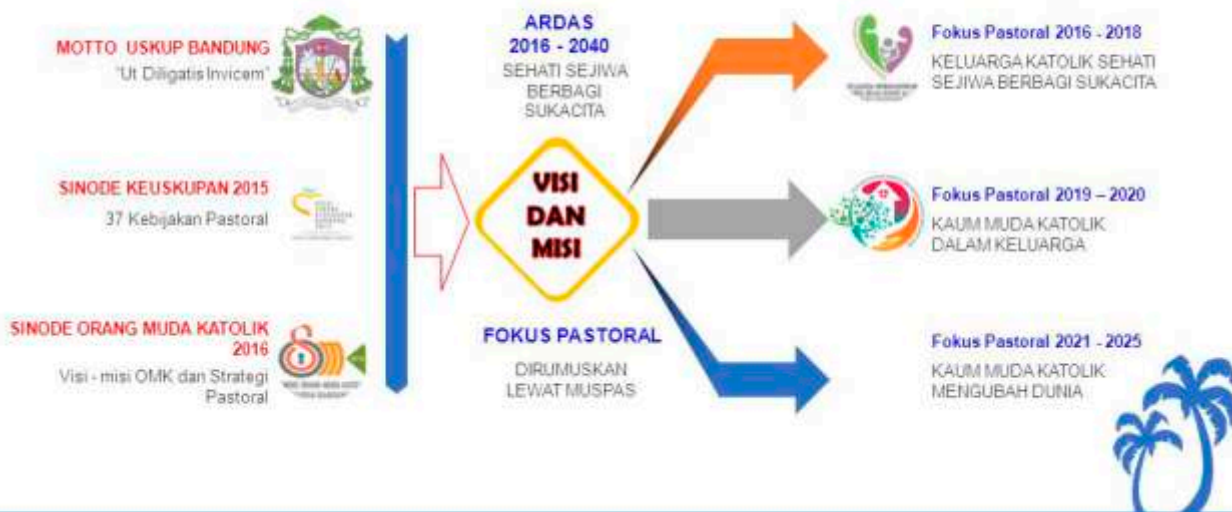 MOTTO USKUP BANDUNG
"Ut Diligatis Invicem"
SINODE KEUSKUPAN 2015
37 Kebijakan Pastoral
SINODE ORANG MUDA KATOLIK
2016
Visi - misi OMK dan Strategi
Pastoral
ARDAS
2016 - 2040
SEHATI SEJIWA
BERBAGI
SUKACITA
VISI
DAN
MISI
FOKUS PASTORAL
DIRUMUSKAN
LEWAT MUSPAS
Fokus Pastoral 2016 - 2018
KELUARGA KATOLIK SEHATI
SEJIWA BERBAGI SUKACITA
Fokus Pastoral 2019 – 2020
KAUM MUDA KATOLIK
DALAM KELUARGA
Fokus Pastoral 2021 - 2025
KAUM MUDA KATOLIK
MENGUBAH DUNIA